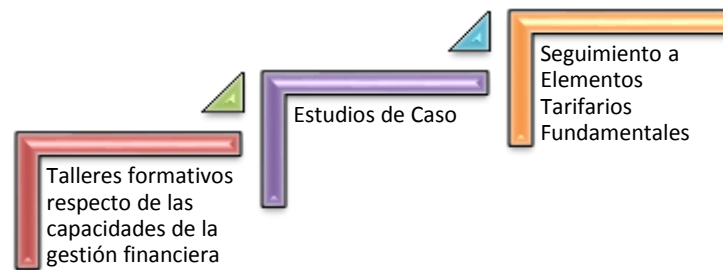 Talleres formativos
respecto de las
capacidades de la
gestión financiera
Estudios de Caso
Seguimiento a
Elementos
Tarifarios
Fundamentales